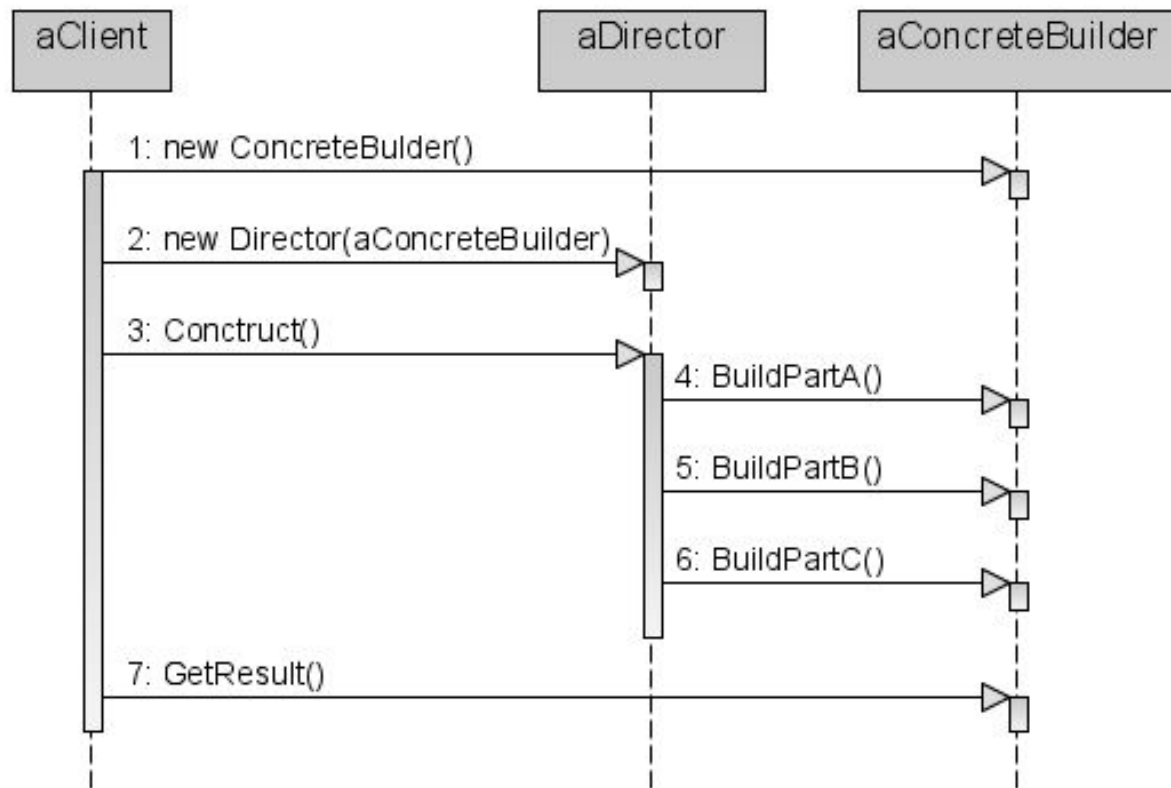 aClient
aDirector
aConcreteBuilder
1: new ConcreteBulder()
2: new Director(aConcreteBuilder)
3: Conctruct()
4: BuildPartA()
5: BuildPartB()
6: BuildPartC()
7: GetResult()